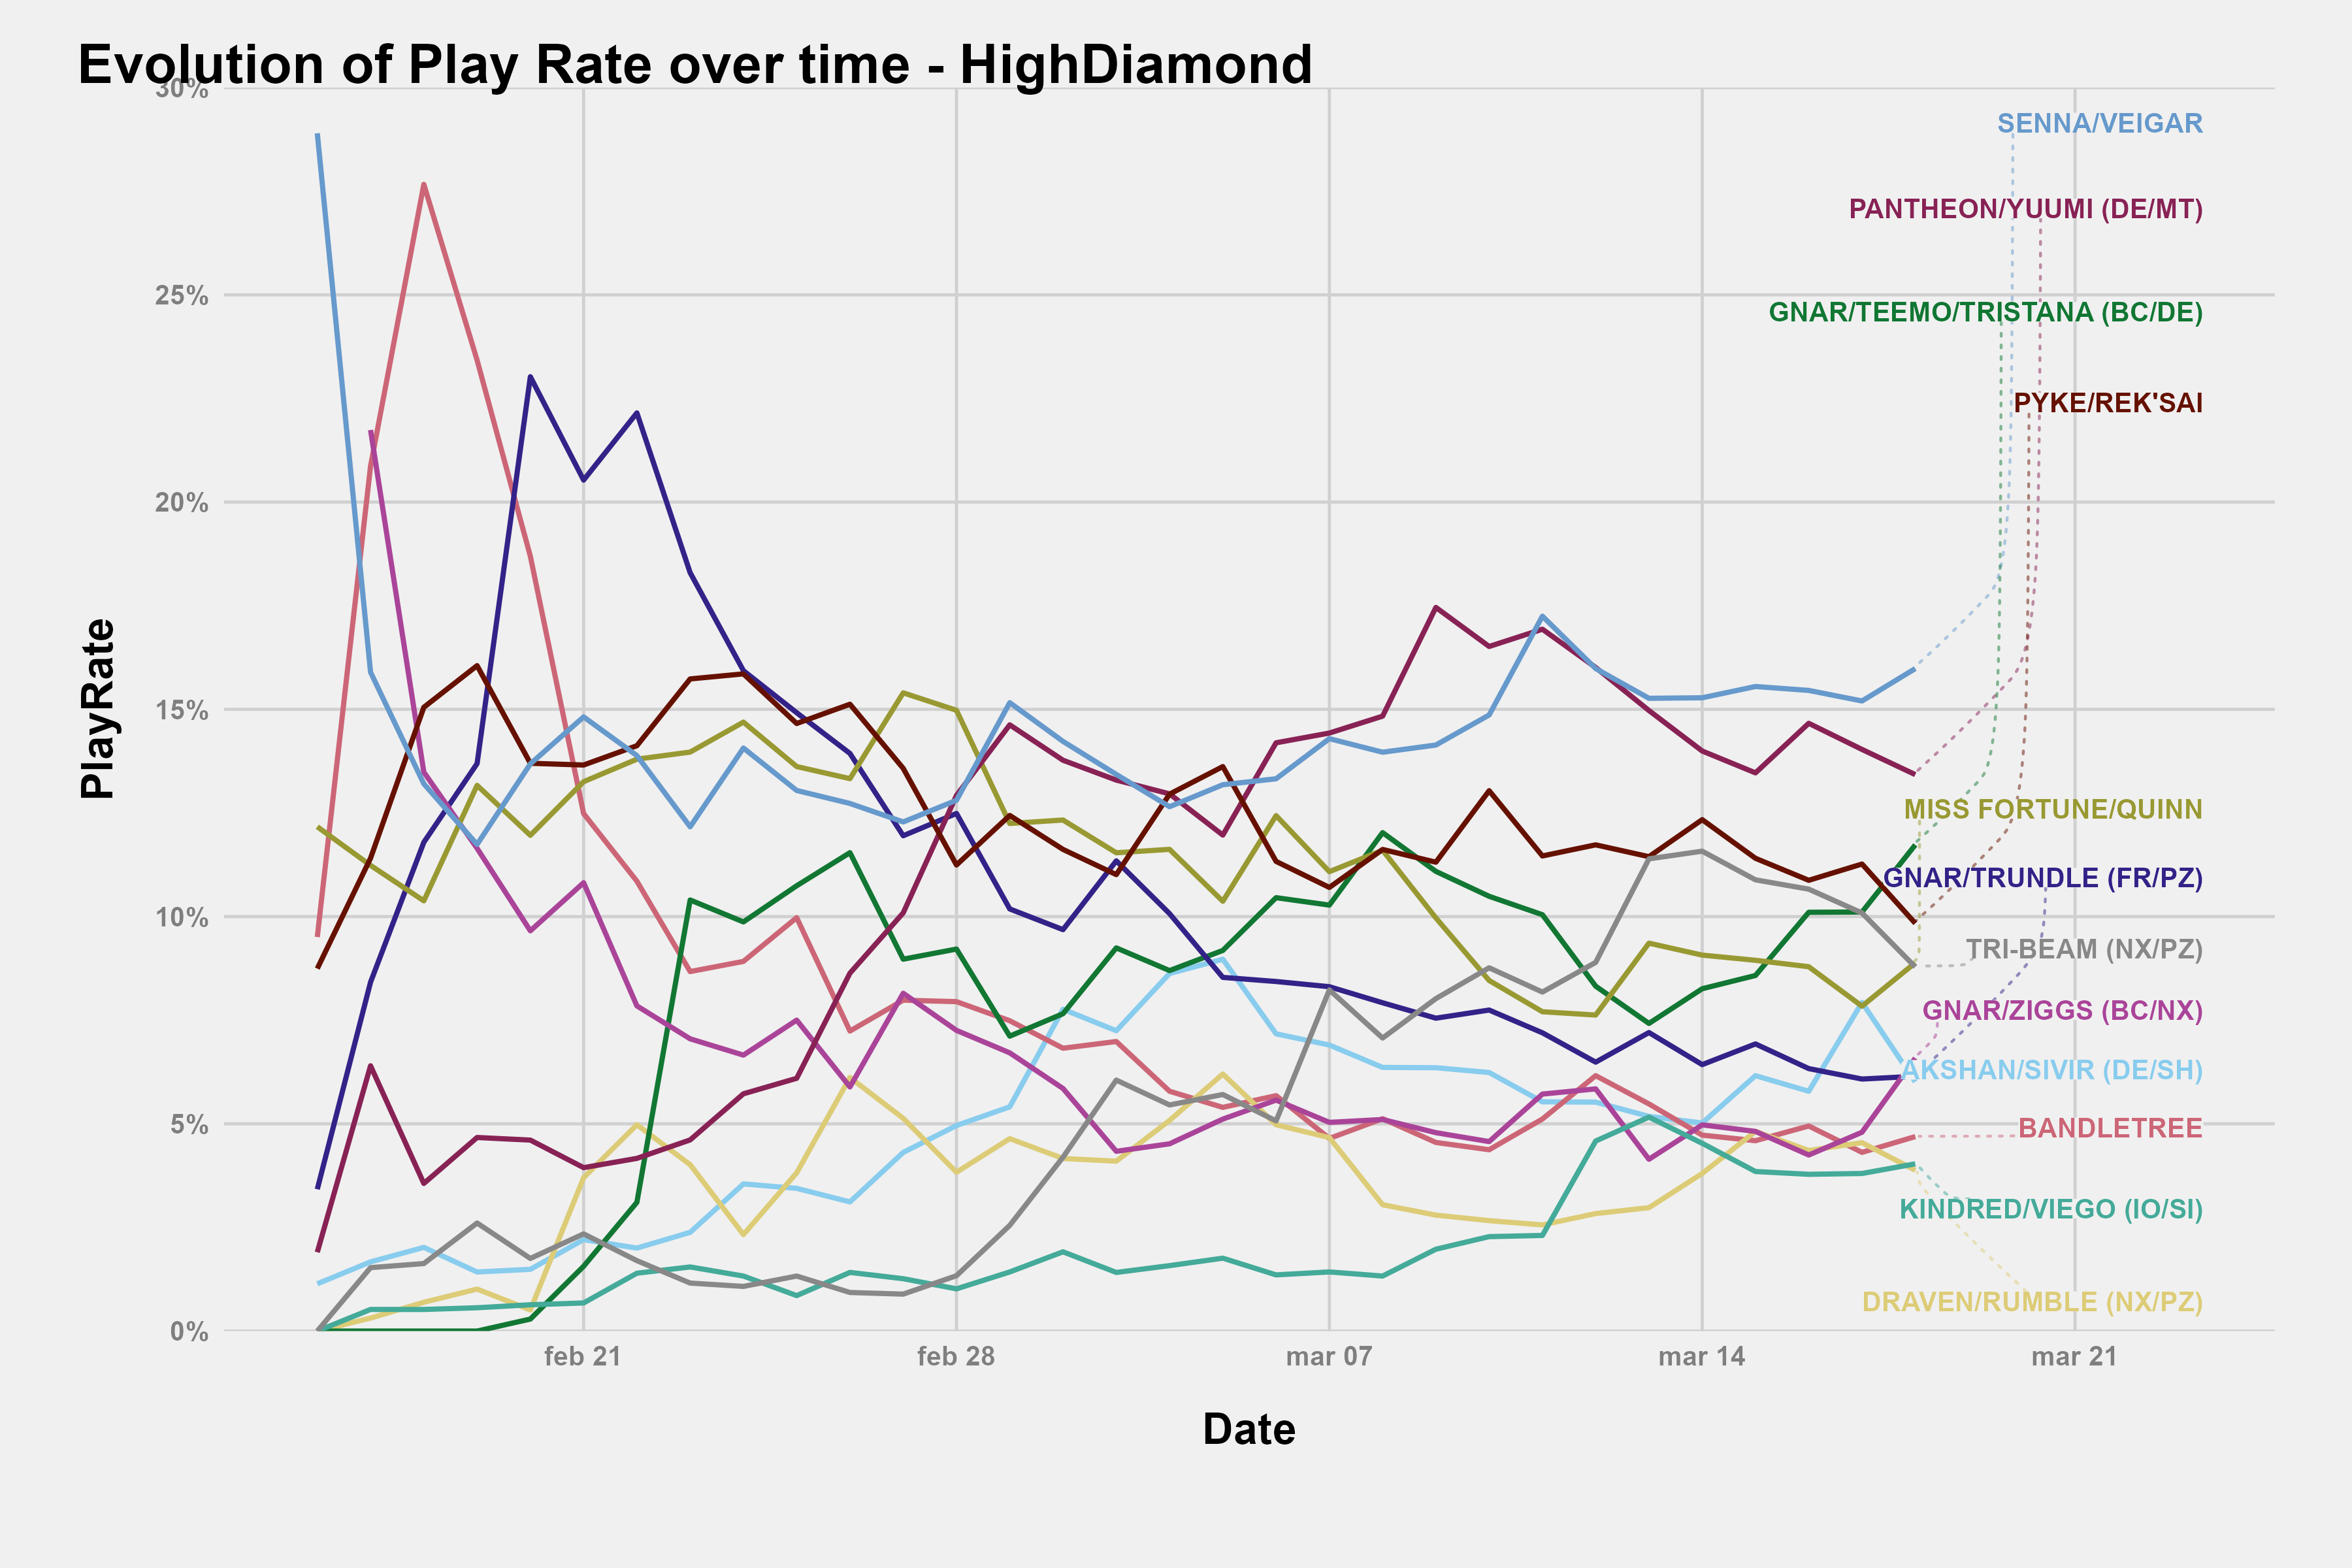 Evolution of Play Rate over time - HighDiamond
30%
SENNA/VEIGAR
PANTHEON/YUUMI (DE/MT)
25%
GNAR/TEEMO/TRISTANA (BC/DE)
PYKE/REK'SAI
20%
PlayRate
15%
MISS FORTUNE/QUINN
GNAR/TRUNDLE (FR/PZ)
10%
TRI-BEAM (NX/PZ)
GNAR/ZIGGS (BC/NX)
AKSHAN/SIVIR (DE/SH)
5%
BANDLETREE
KINDRED/VIEGO (IO/SI)
DRAVEN/RUMBLE (NX/PZ)
0%
feb 21 feb 28 mar 07 mar 14 mar 21
Date